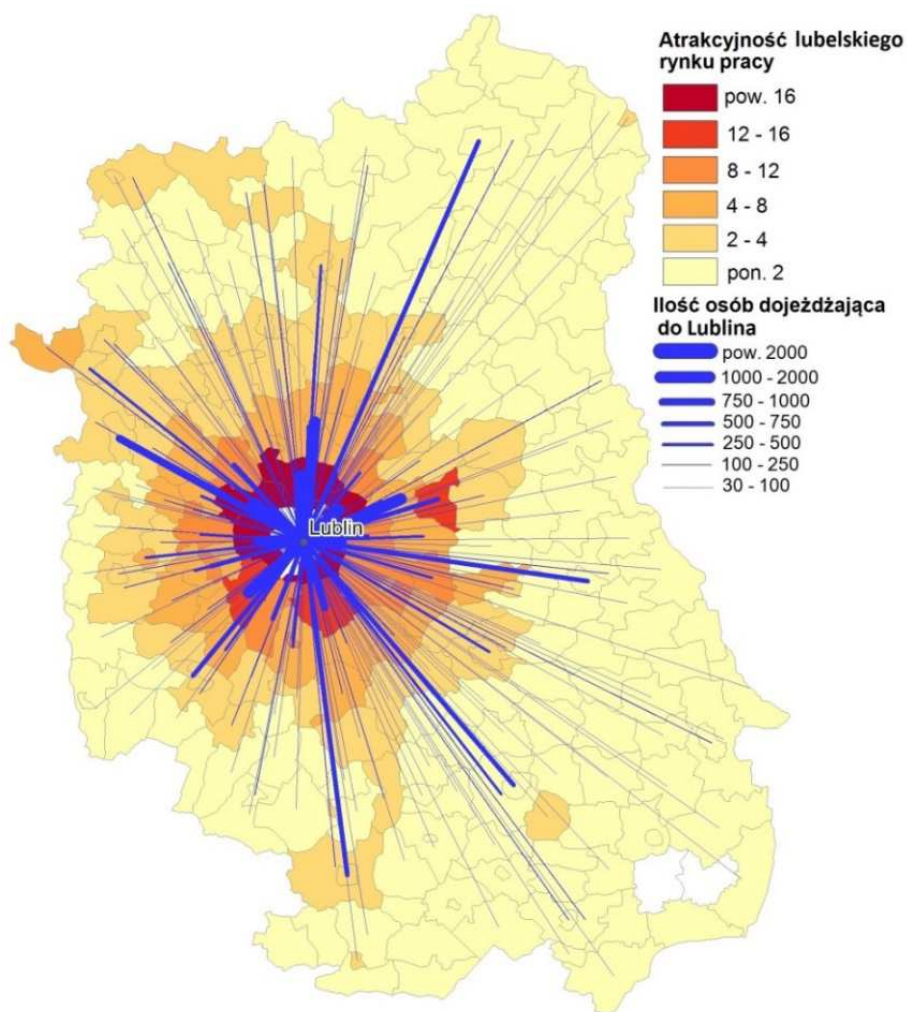 Atrakcyjność lubelskiego
rynku pracy
pow. 16
12 - 16
8 - 12
4 - 8
2 - 4
pon. 2
Ilość osób dojeżdżająca
do Lublina
pow. 2000
1000 - 2000
750 - 1000
500 - 750
250 - 500
100 - 250
30 - 100
Lublin